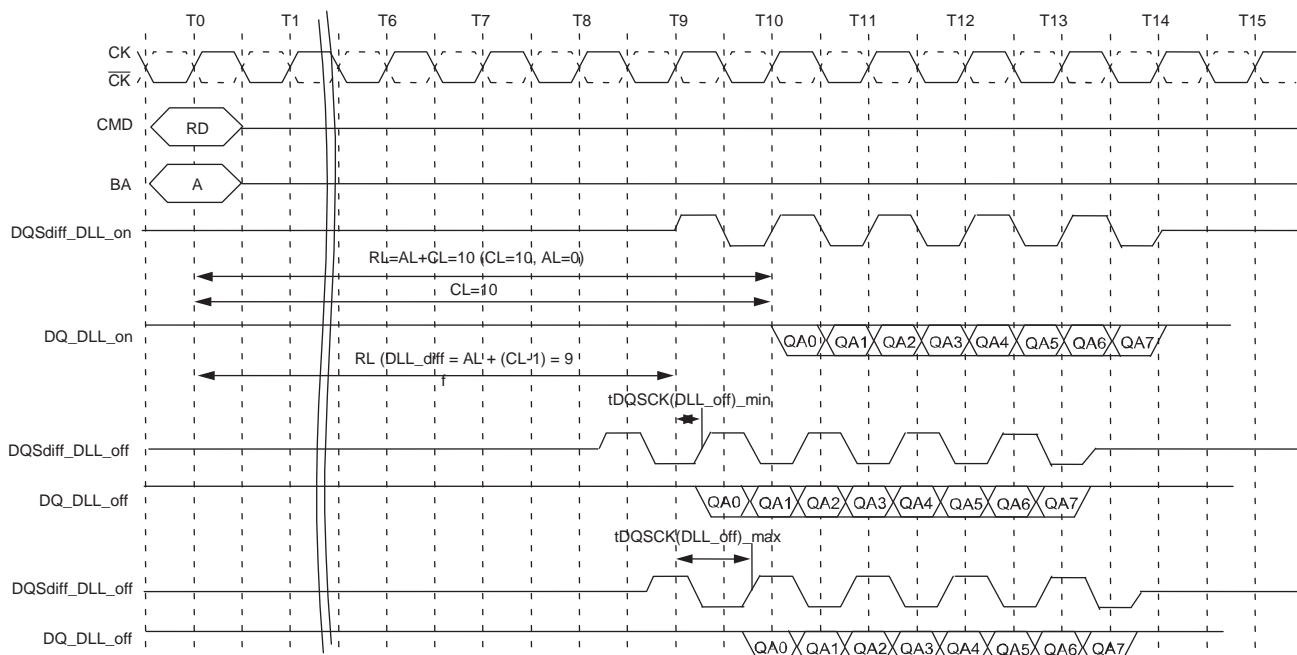 T0 T1 T6 T7 T8 T9 T10 T11 T12 T13 T14 T15
CK
CK
CMD RD
BA A
DQSdiff_DLL_on
RL=AL+CL=10 (CL=10, AL=0)
CL=10
DQ_DLL_on QA0 QA1 QA2 QA3 QA4 QA5 QA6 QA7
RL (DLL_diff = AL + (CL-1) = 9
f
tDQSCK(DLL_off)_min
DQSdiff_DLL_off
DQ_DLL_off QA0 QA1 QA2 QA3 QA4 QA5 QA6 QA7
tDQSCK(DLL_off)_max
DQSdiff_DLL_off
DQ_DLL_off QA0 QA1 QA2 QA3 QA4 QA5 QA6 QA7